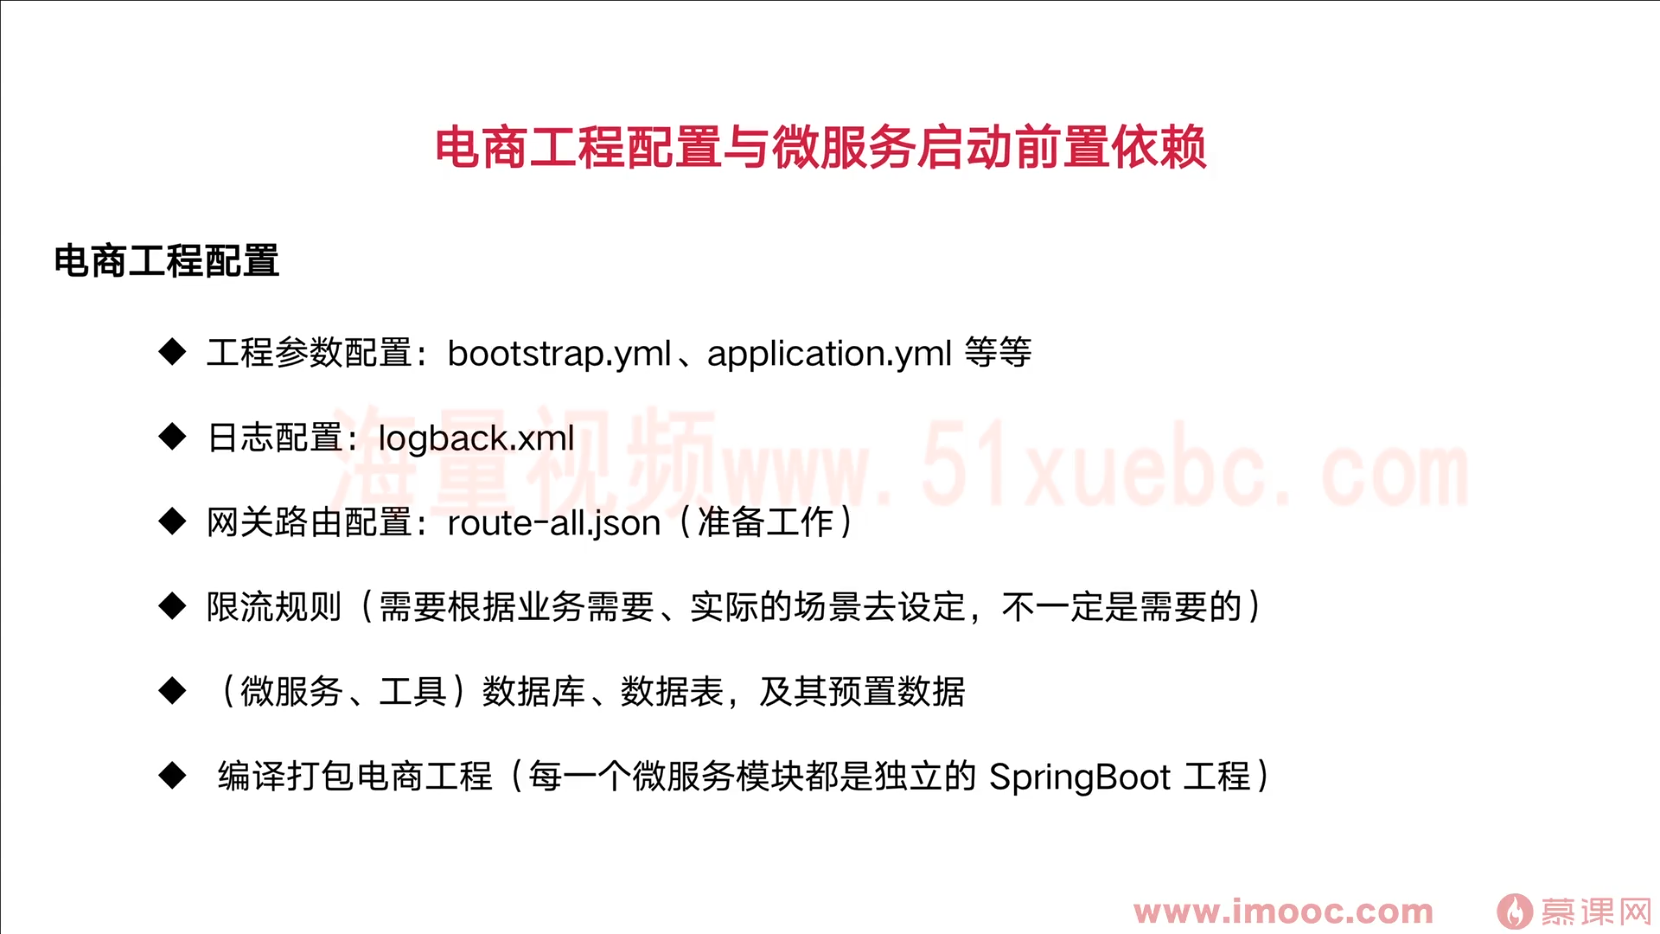 电商工程配置与微服务启动前置依赖
电商工程配置
◆ 工程参数配置：bootstrap.yml、application.yml 等等
◆ 日志配置：logback.xml
海量视频www.51xuebc.com
◆ 网关路由配置：route-all.json（准备工作）
◆ 限流规则（需要根据业务需要、实际的场景去设定，不一定是需要的）
◆ （微服务、工具）数据库、数据表，及其预置数据
◆ 编译打包电商工程（每一个微服务模块都是独立的 SpringBoot 工程）
www.imooc.com 慕课网